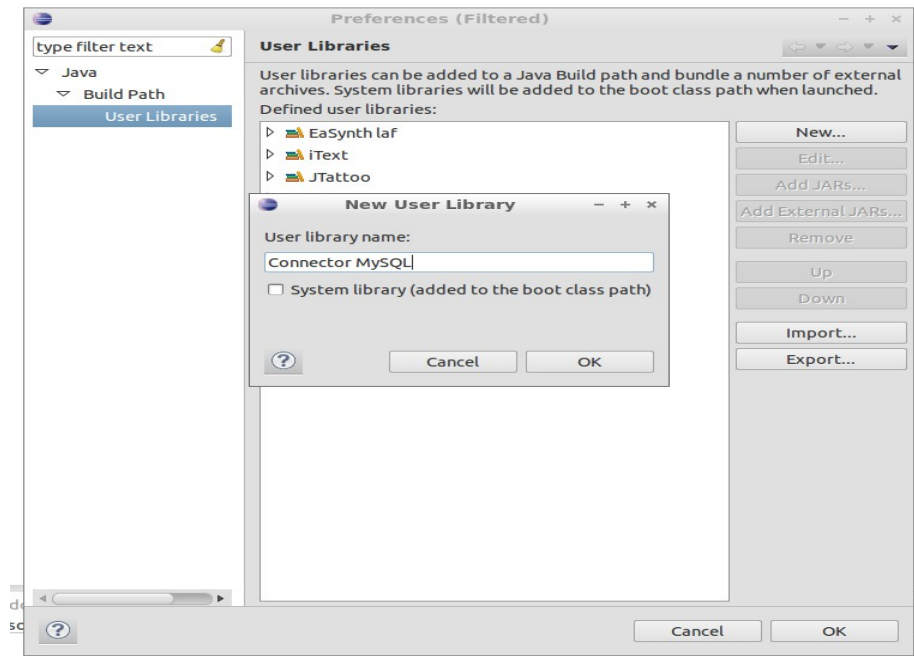 Preferences (Filtered)
type filter text
User Libraries
Java
Build Path
User Libraries
User libraries can be added to a Java Build path and bundle a number of external
archives. System libraries will be added to the boot class path when launched.
Defined user libraries:
EaSynth laf
iText
JTattoo
New...
Edit...
Add JARs...
Add External JARs...
Remove
Up
Down
Import...
Export...
New User Library
User library name:
Connector MySQL
System library (added to the boot class path)
Cancel
OK
Cancel
OK